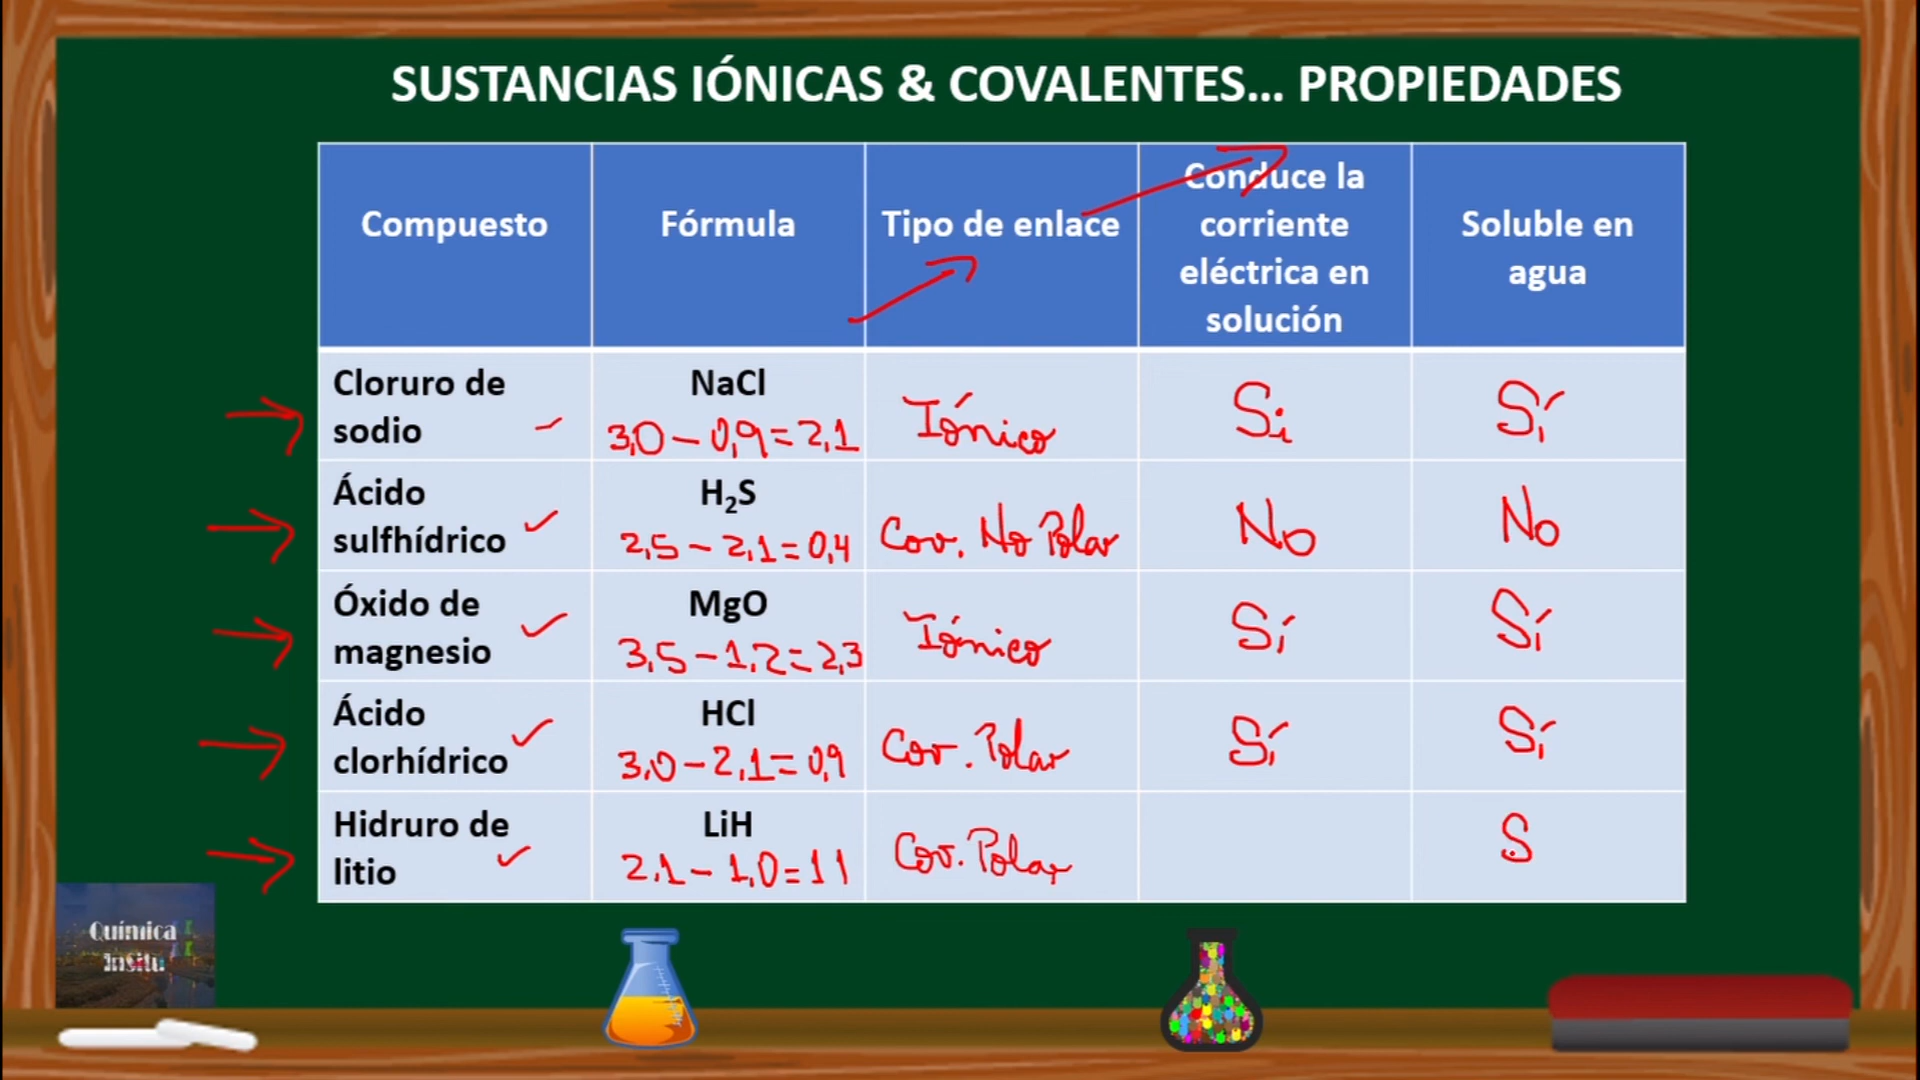 SUSTANCIAS IÓNICAS & COVALENTES... PROPIEDADES
Compuesto
Fórmula
Tipo de enlace
Conduce la
corriente
eléctrica en
solución
Soluble en
agua
Cloruro de
sodio
NaCl
3,0 - 0,9 = 2,1
Iónico
Si
Sí
Ácido
sulfhídrico
H₂S
2,5 - 2,1 = 0,4
Cov. No Polar
No
No
Óxido de
magnesio
MgO
3,5 - 1,2 = 2,3
Iónico
Sí
Sí
Ácido
clorhídrico
HCl
3,0 - 2,1 = 0,9
Cov. Polar
Sí
Sí
Hidruro de
litio
LiH
2,1 - 1,0 = 11
Cov. Polar
S
Química
InSitu